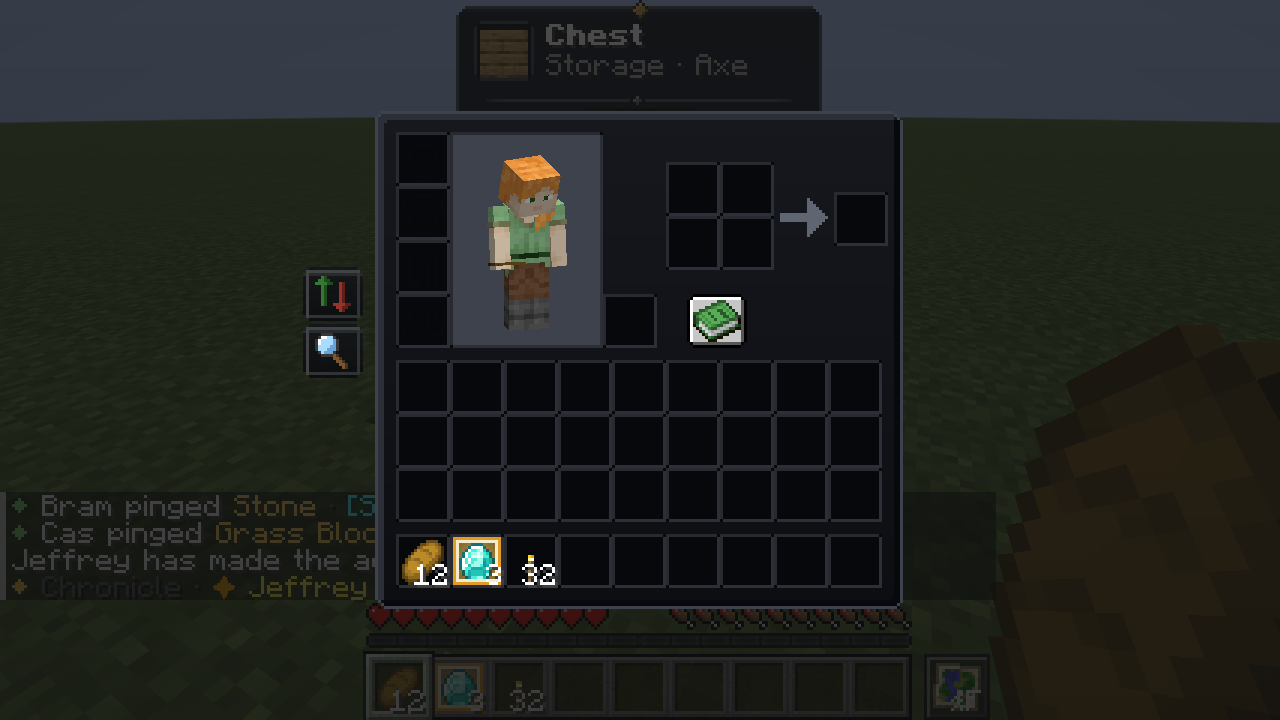 Chest
Storage · Axe
Bram pinged Stone · [S
Cas pinged Grass Bloc
Jeffrey has made the a
Chronicle · Jeffrey
12
3
32
12
3
32